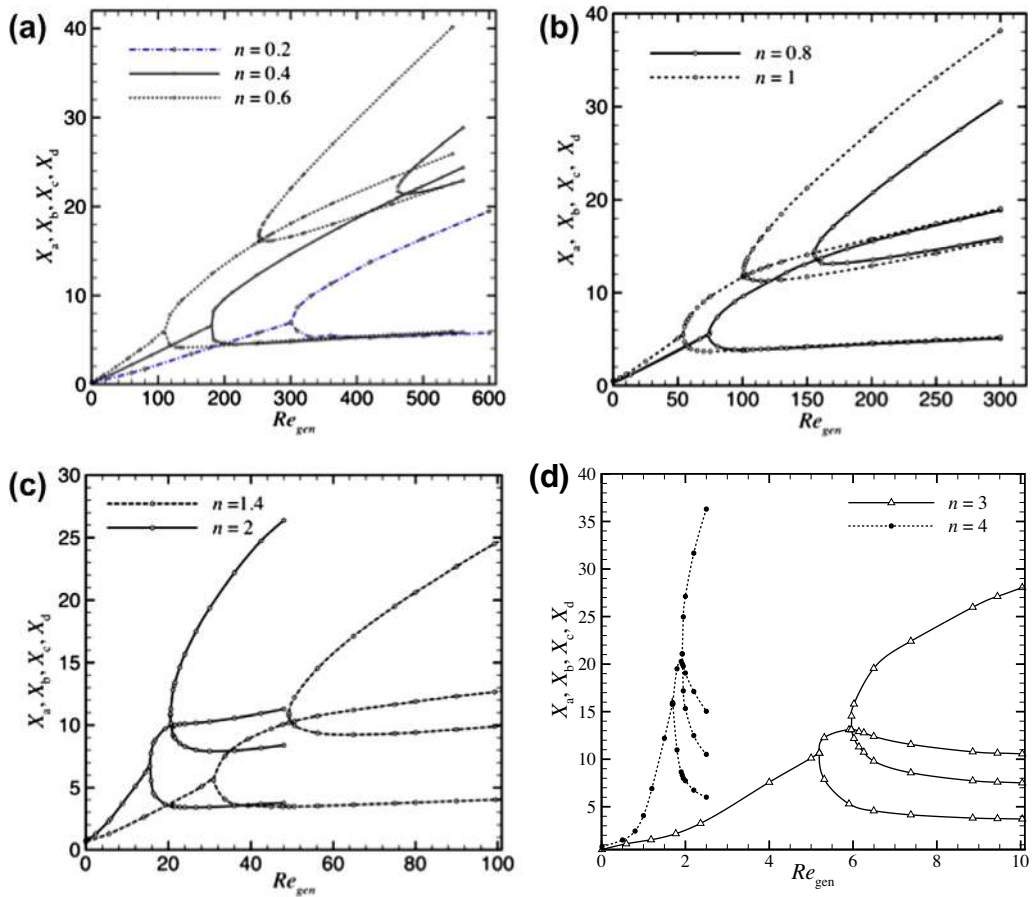 (a)
n = 0.2
n = 0.4
n = 0.6
X_a, X_b, X_c, X_d
40
30
20
10
0
0 100 200 300 400 500 600
Re_gen
(b)
n = 0.8
n = 1
X_a, X_b, X_c, X_d
40
30
20
10
0
0 50 100 150 200 250 300
Re_gen
(c)
n = 1.4
n = 2
X_a, X_b, X_c, X_d
30
25
20
15
10
5
0
0 20 40 60 80 100
Re_gen
(d)
n = 3
n = 4
X_a, X_b, X_c, X_d
40
35
30
25
20
15
10
5
0 2 4 6 8 10
Re_gen